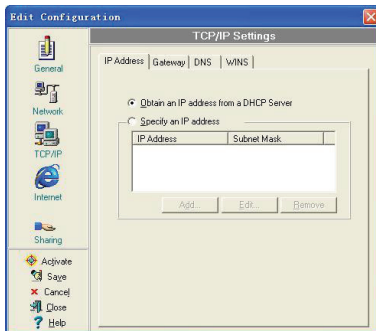 Edit Configuration
TCP/IP Settings
General
Network
TCP/IP
Internet
Sharing
Activate
Save
Cancel
Close
Help
IP Address
Gateway
DNS
WINS
Obtain an IP address from a DHCP Server
Specify an IP address
IP Address
Subnet Mask
Add...
Edit...
Remove